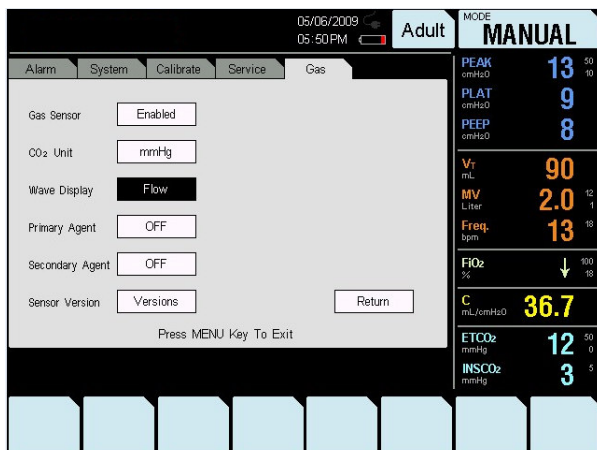 05/06/2009
05:50PM
Adult
MODE
MANUAL
Alarm System Calibrate Service Gas
Gas Sensor Enabled
CO2 Unit mmHg
Wave Display Flow
Primary Agent OFF
Secondary Agent OFF
Sensor Version Versions Return
Press MENU Key To Exit
PEAK 13 50
cmH2O 10
PLAT 9
cmH2O
PEEP 8
cmH2O
VT 90
mL
MV 2.0 12
Liter 1
Freq. 13 18
bpm
FiO2 ↓ 100
% 18
C 36.7
mL/cmH2O
ETCO2 12 50
mmHg 0
INSCO2 3 5
mmHg